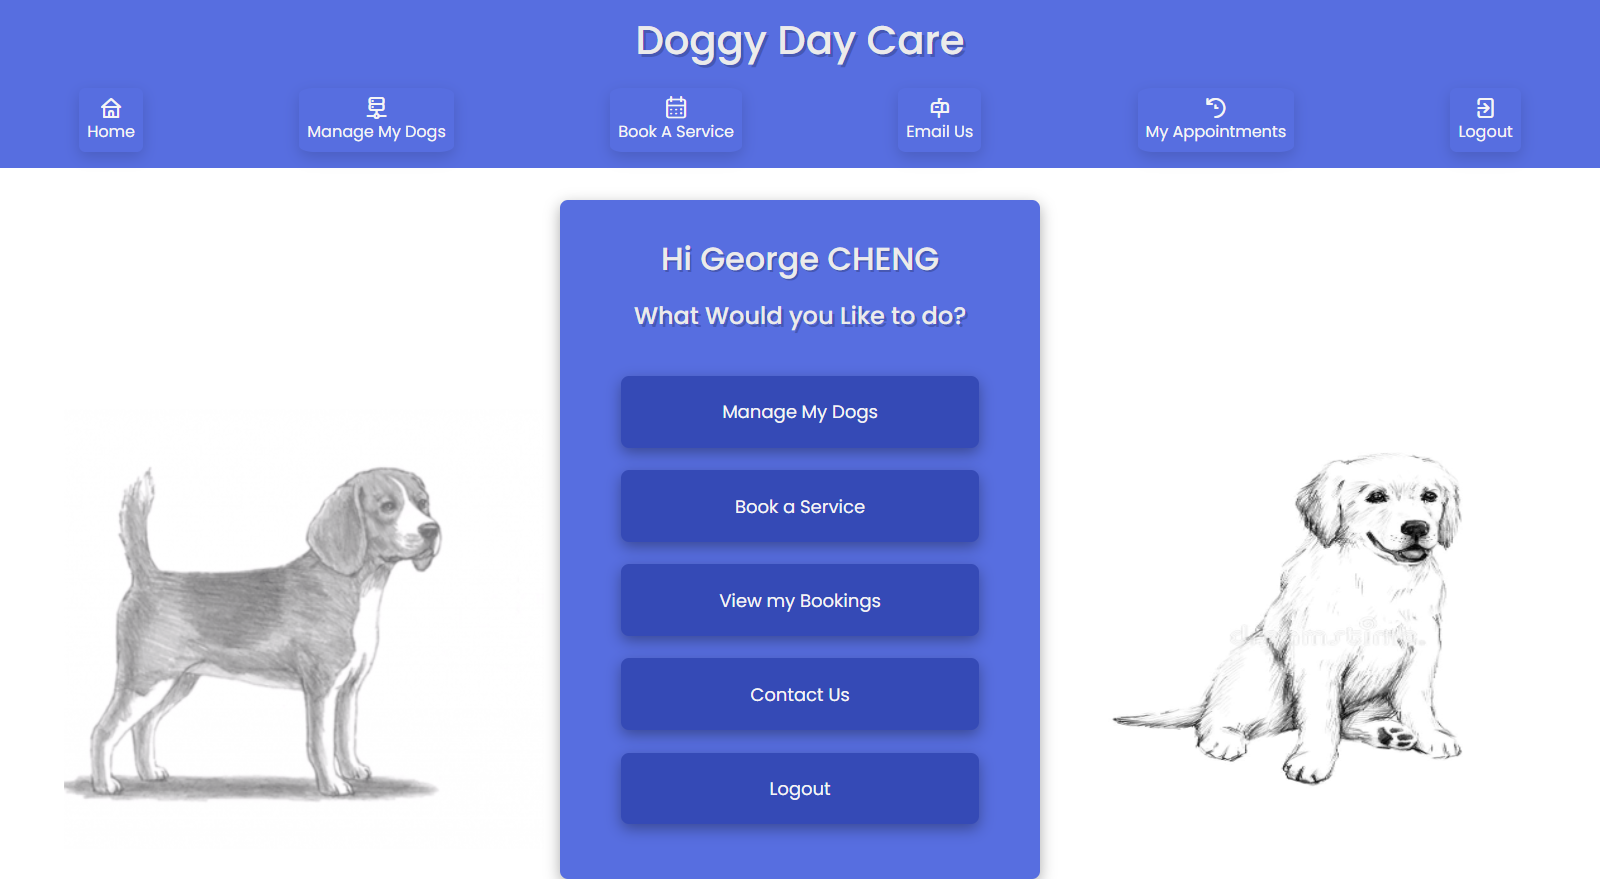 Doggy Day Care
Home
Manage My Dogs
Book A Service
Email Us
My Appointments
Logout
Hi George CHENG
What Would you Like to do?
Manage My Dogs
Book a Service
View my Bookings
Contact Us
Logout